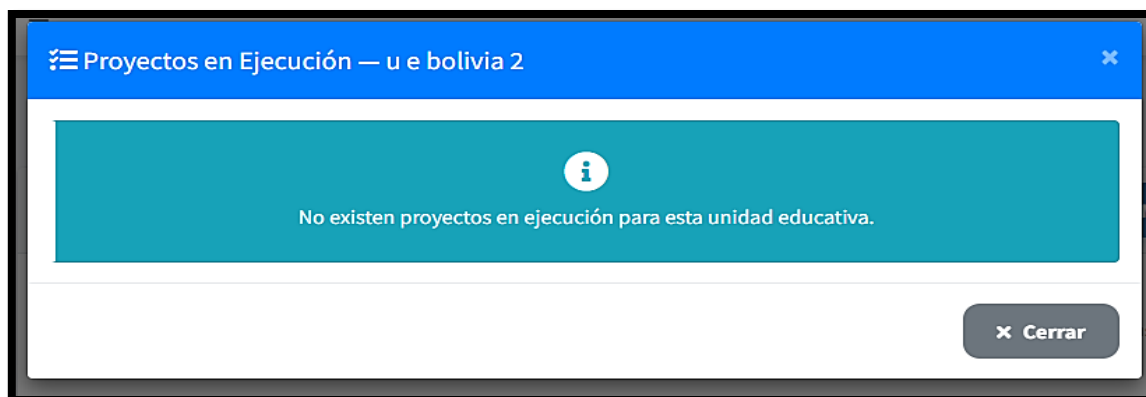 Proyectos en Ejecución — u e bolivia 2
No existen proyectos en ejecución para esta unidad educativa.
Cerrar